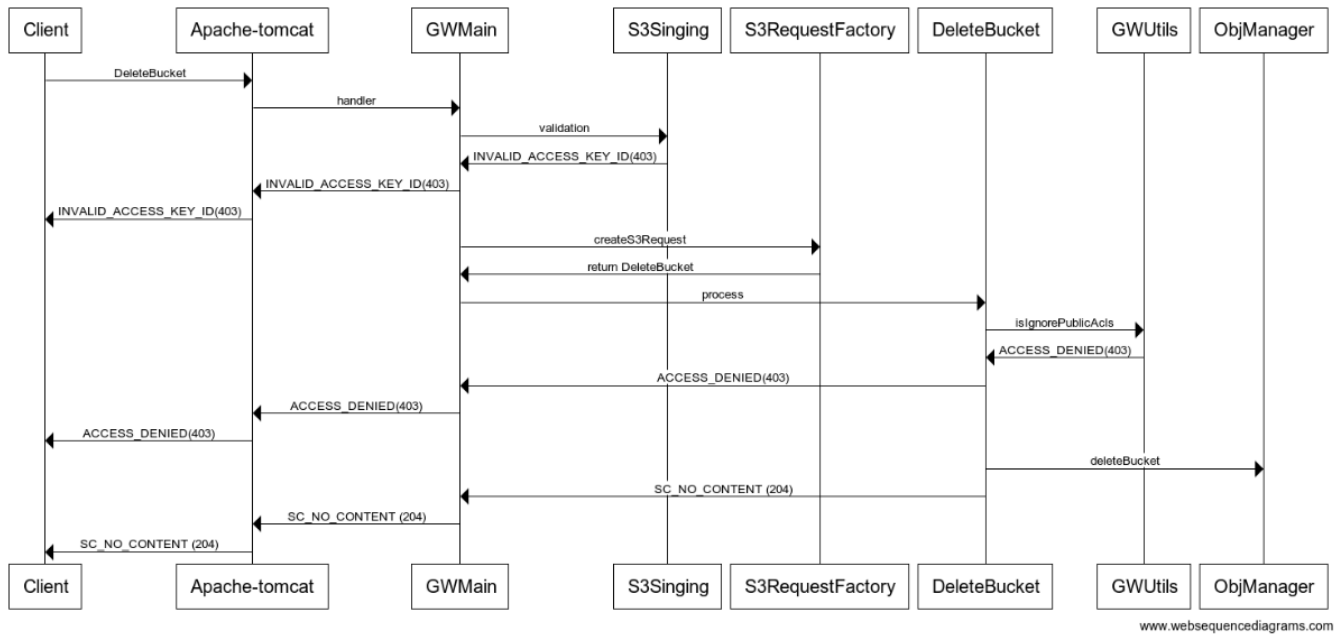 Client Apache-tomcat GWMain S3Singing S3RequestFactory DeleteBucket GWUtils ObjManager
DeleteBucket
handler
validation
INVALID_ACCESS_KEY_ID(403)
INVALID_ACCESS_KEY_ID(403)
INVALID_ACCESS_KEY_ID(403)
createS3Request
return DeleteBucket
process
isIgnorePublicAcls
ACCESS_DENIED(403)
ACCESS_DENIED(403)
ACCESS_DENIED(403)
ACCESS_DENIED(403)
deleteBucket
SC_NO_CONTENT (204)
SC_NO_CONTENT (204)
SC_NO_CONTENT (204)
Client Apache-tomcat GWMain S3Singing S3RequestFactory DeleteBucket GWUtils ObjManager
www.websequencediagrams.com